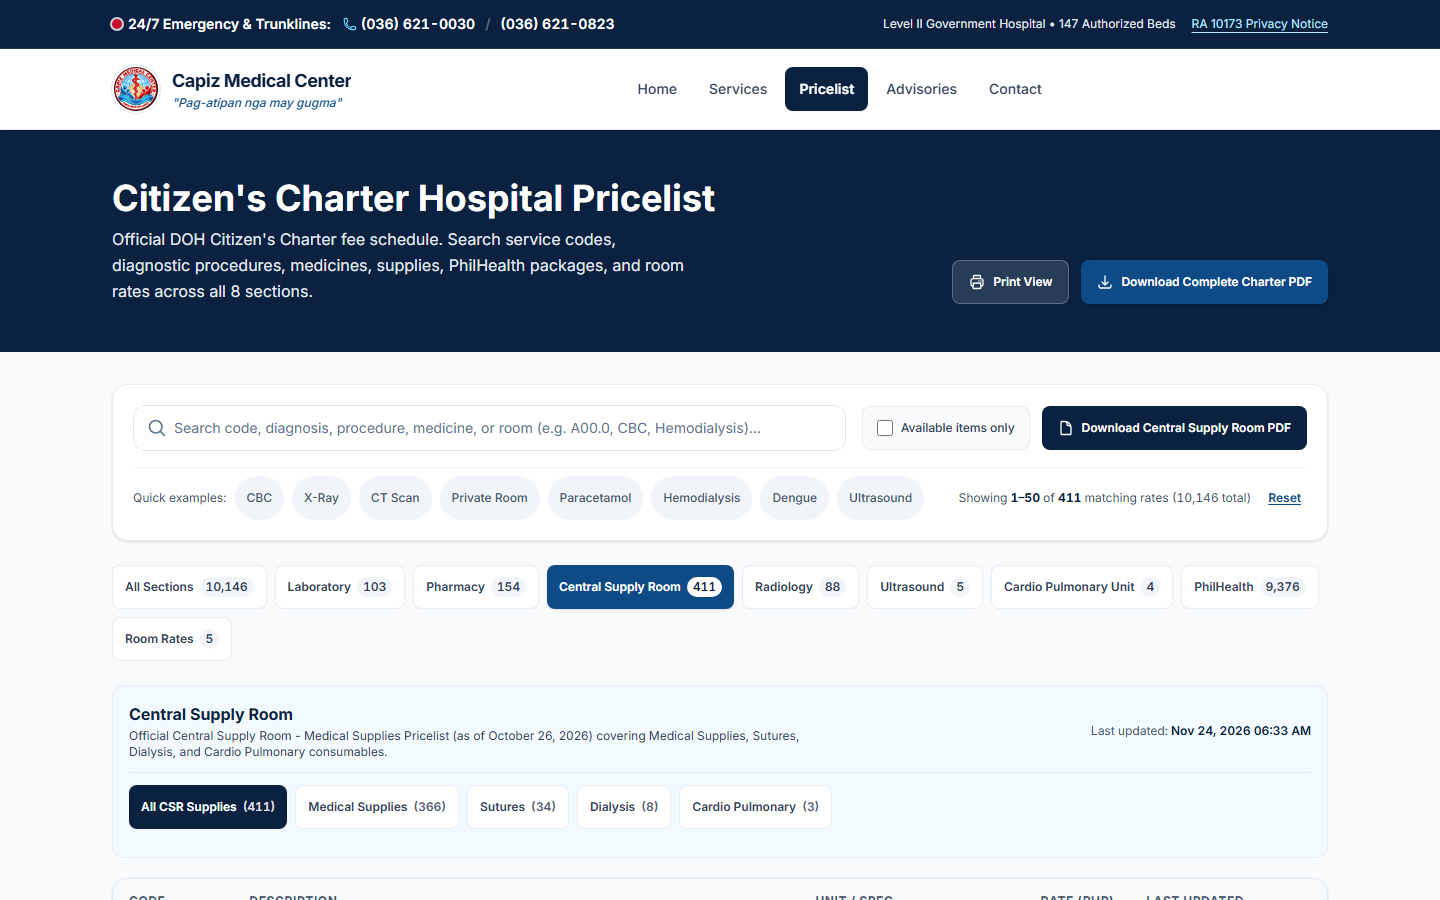 24/7 Emergency & Trunklines: (036) 621-0030 / (036) 621-0823
Level II Government Hospital • 147 Authorized Beds RA 10173 Privacy Notice
Capiz Medical Center
"Pag-atipan nga may gugma"
Home Services Pricelist Advisories Contact
Citizen's Charter Hospital Pricelist
Official DOH Citizen's Charter fee schedule. Search service codes,
diagnostic procedures, medicines, supplies, PhilHealth packages, and room
rates across all 8 sections.
Print View Download Complete Charter PDF
Search code, diagnosis, procedure, medicine, or room (e.g. A00.0, CBC, Hemodialysis)...
Available items only Download Central Supply Room PDF
Quick examples: CBC X-Ray CT Scan Private Room Paracetamol Hemodialysis Dengue Ultrasound
Showing 1–50 of 411 matching rates (10,146 total) Reset
All Sections 10,146 Laboratory 103 Pharmacy 154 Central Supply Room 411 Radiology 88 Ultrasound 5 Cardio Pulmonary Unit 4 PhilHealth 9,376
Room Rates 5
Central Supply Room
Official Central Supply Room - Medical Supplies Pricelist (as of October 26, 2026) covering Medical Supplies, Sutures,
Dialysis, and Cardio Pulmonary consumables.
Last updated: Nov 24, 2026 06:33 AM
All CSR Supplies (411) Medical Supplies (366) Sutures (34) Dialysis (8) Cardio Pulmonary (3)
CODE DESCRIPTION UNIT / SPEC RATE (PHP) LAST UPDATED